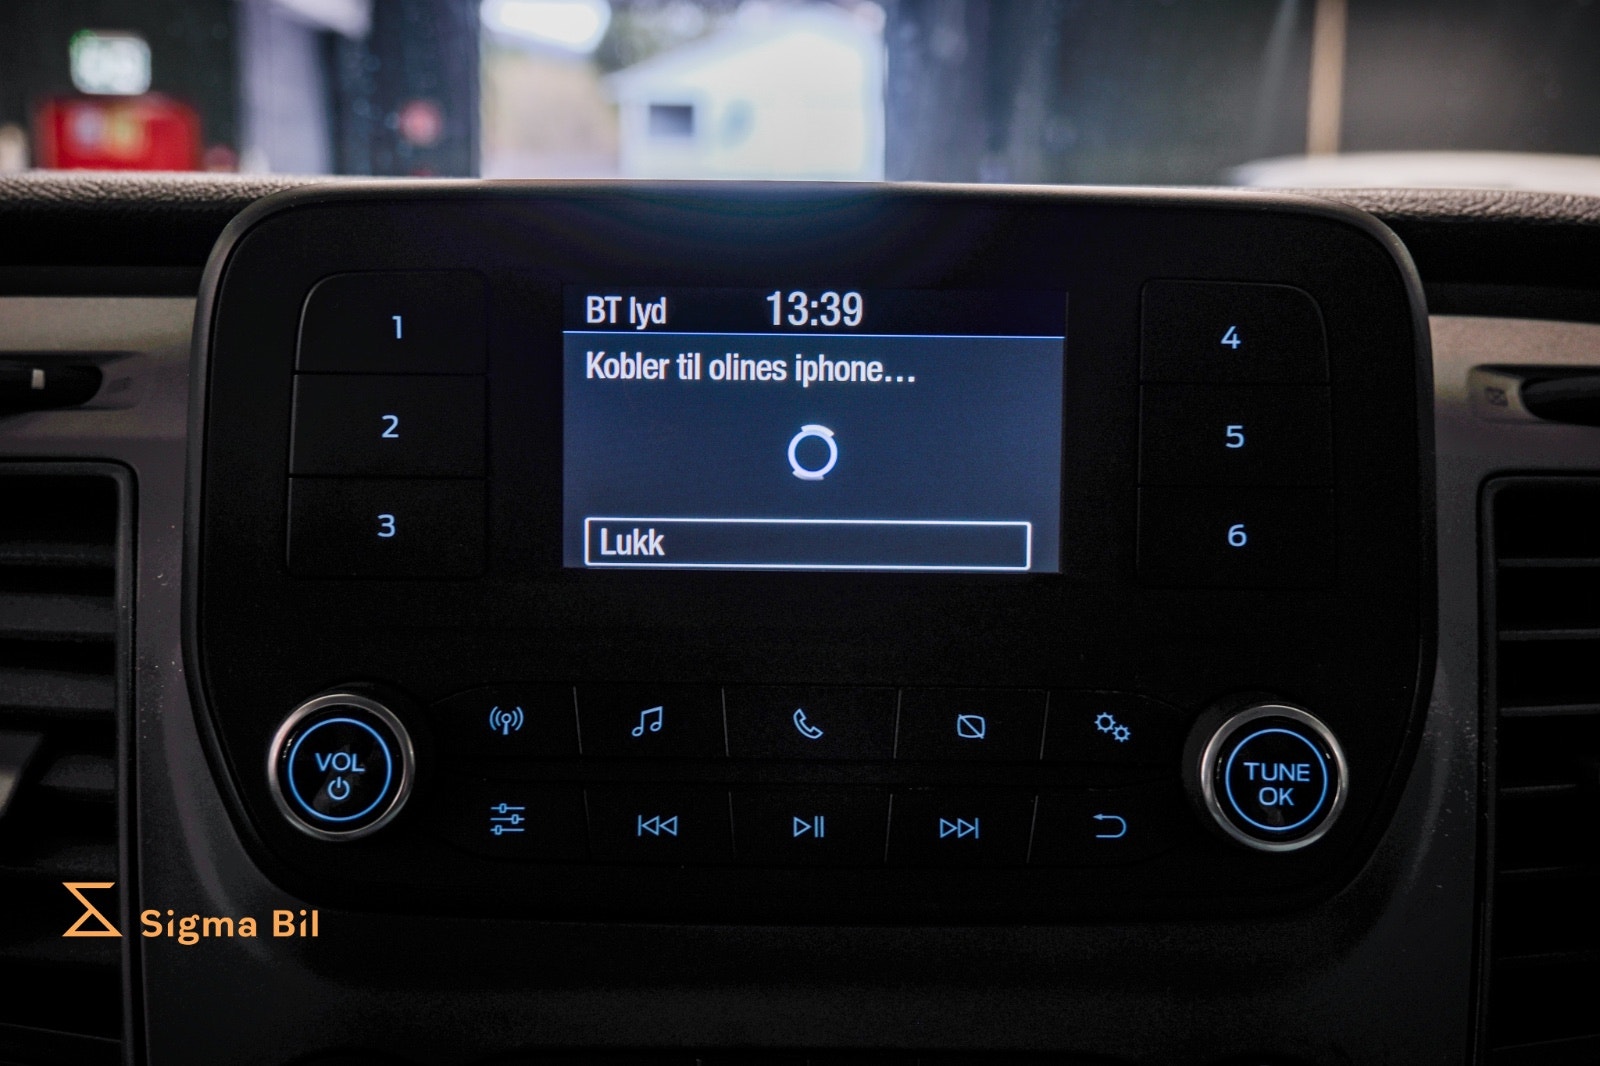 BT lyd 13:39
Kobler til olines iphone...
Lukk
1
2
3
4
5
6
VOL
TUNE
OK
Sigma Bil